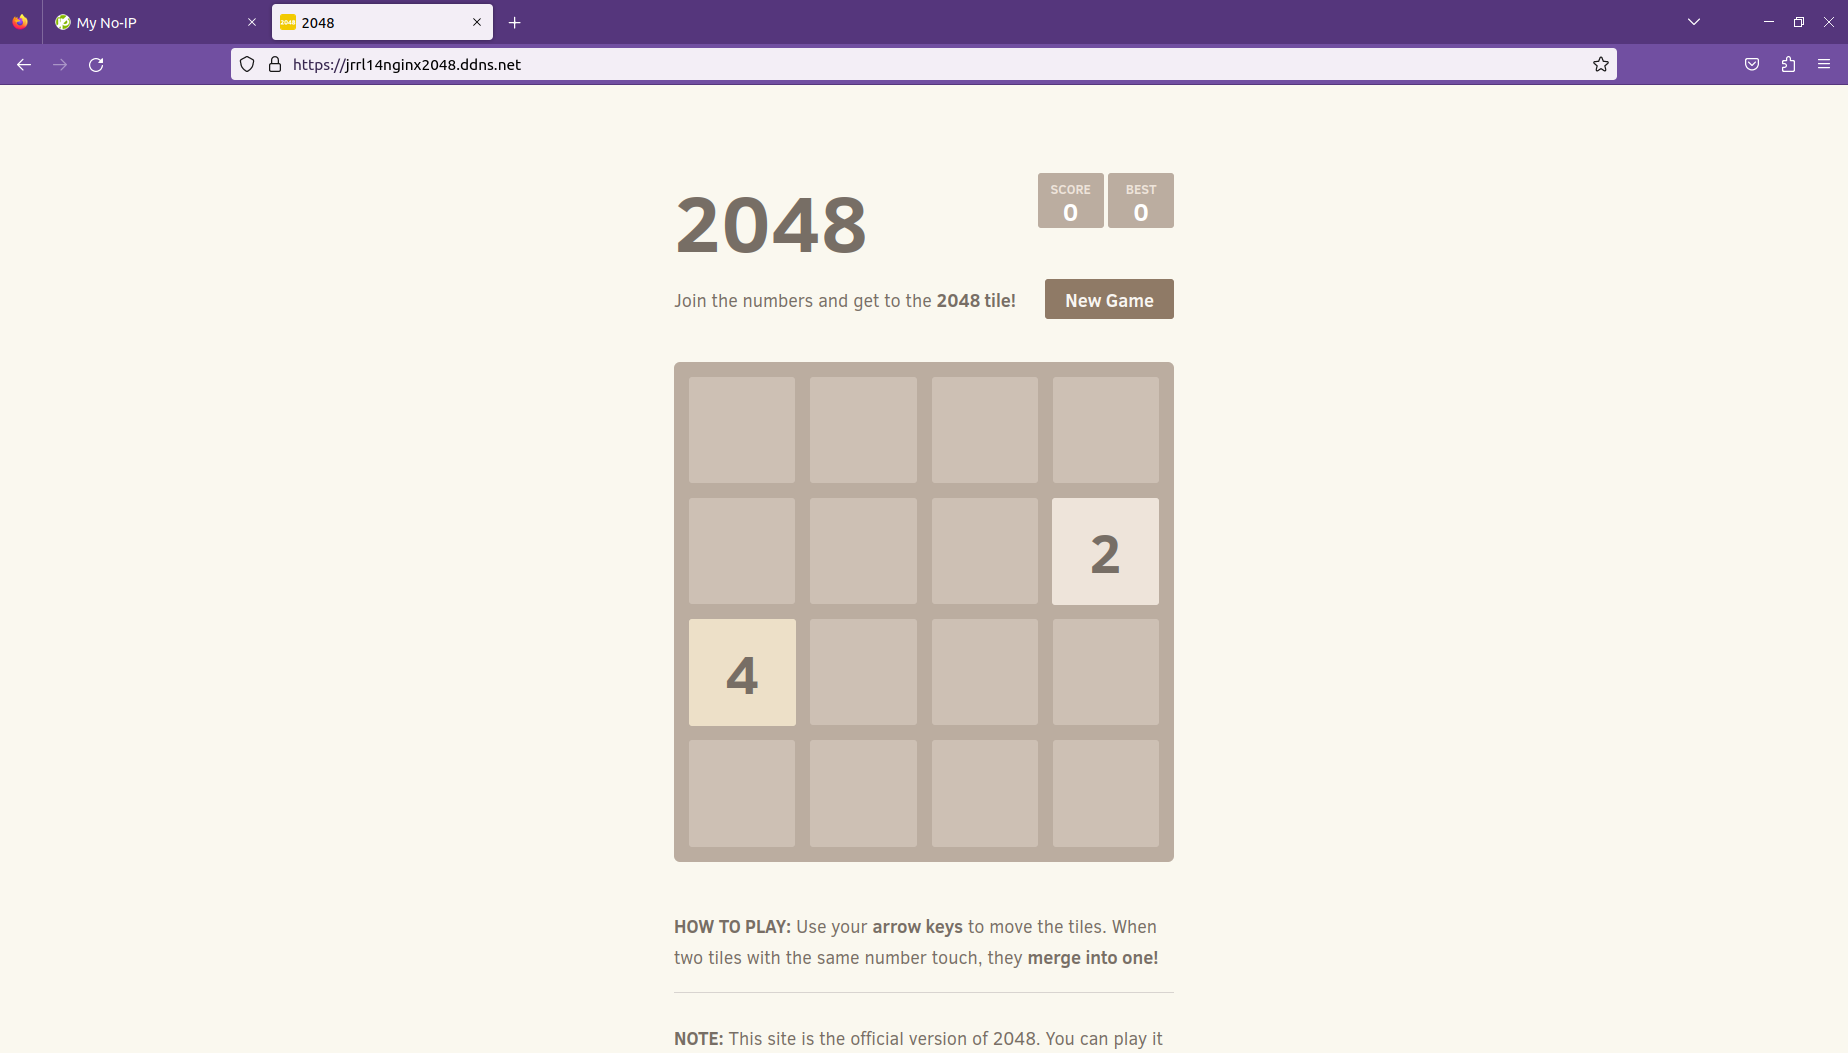 My No-IP
2048
2048
https://jrrl14nginx2048.ddns.net
2048
SCORE
0
BEST
0
Join the numbers and get to the 2048 tile!
New Game
2
4
HOW TO PLAY: Use your arrow keys to move the tiles. When
two tiles with the same number touch, they merge into one!
NOTE: This site is the official version of 2048. You can play it